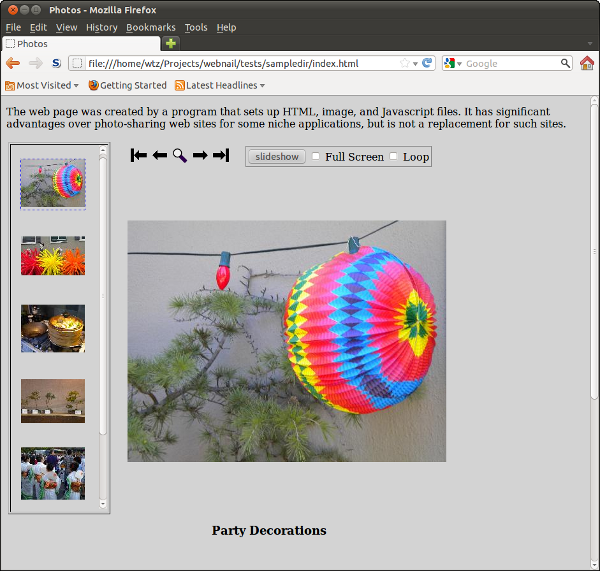 Photos - Mozilla Firefox
File Edit View History Bookmarks Tools Help
Photos
file:///home/wtz/Projects/webnail/tests/sampledir/index.html Google
Most Visited Getting Started Latest Headlines
The web page was created by a program that sets up HTML, image, and Javascript files. It has significant
advantages over photo-sharing web sites for some niche applications, but is not a replacement for such sites.
slideshow Full Screen Loop
Party Decorations